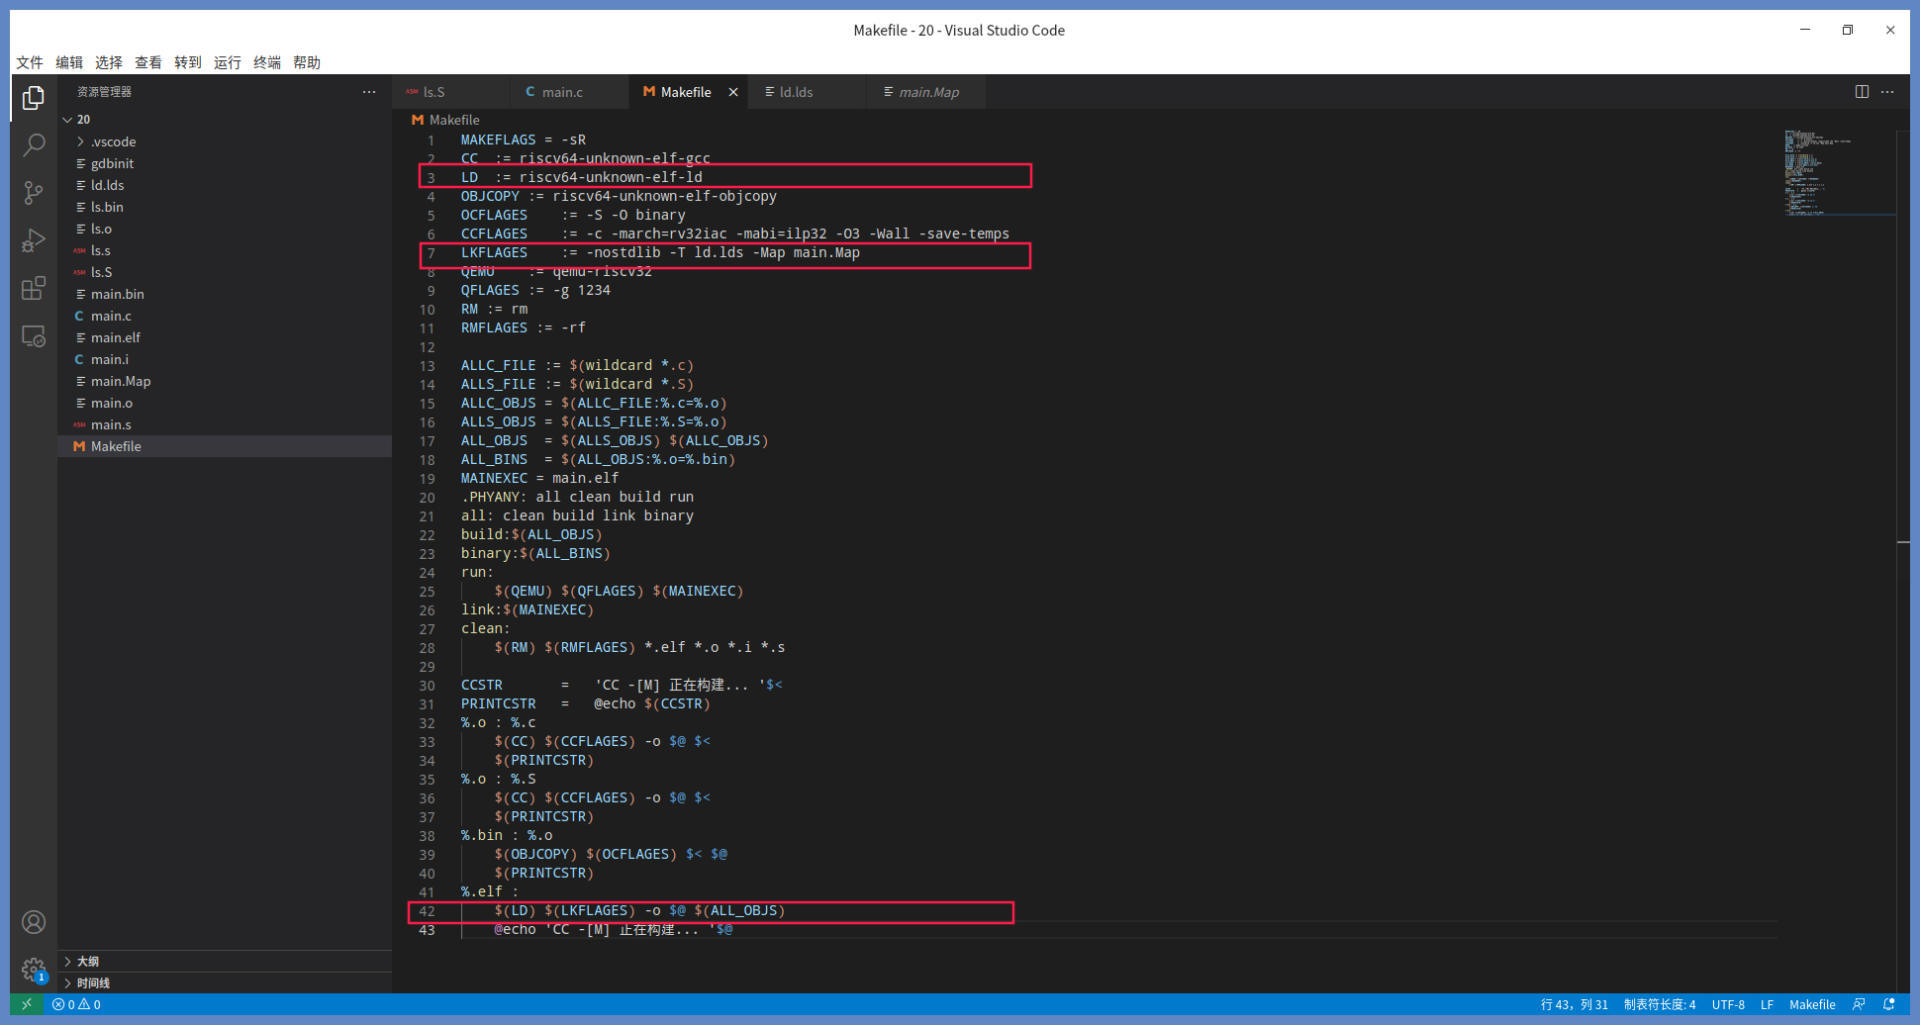 Makefile - 20 - Visual Studio Code
文件 编辑 选择 查看 转到 运行 终端 帮助
资源管理器
20
.vscode
gdbinit
ld.lds
ls.bin
ls.o
ls.s
ls.S
main.bin
main.c
main.elf
main.i
main.Map
main.o
main.s
Makefile
大纲
时间线
ls.S main.c Makefile ld.lds main.Map
Makefile
1 MAKEFLAGS = -sR
2 CC := riscv64-unknown-elf-gcc
3 LD := riscv64-unknown-elf-ld
4 OBJCOPY := riscv64-unknown-elf-objcopy
5 OCFLAGES := -S -O binary
6 CCFLAGES := -c -march=rv32iac -mabi=ilp32 -O3 -Wall -save-temps
7 LKFLAGES := -nostdlib -T ld.lds -Map main.Map
8 QEMU := qemu-riscv32
9 QFLAGES := -g 1234
10 RM := rm
11 RMFLAGES := -rf
12
13 ALLC_FILE := $(wildcard *.c)
14 ALLS_FILE := $(wildcard *.S)
15 ALLC_OBJS = $(ALLC_FILE:%.c=%.o)
16 ALLS_OBJS = $(ALLS_FILE:%.S=%.o)
17 ALL_OBJS = $(ALLS_OBJS) $(ALLC_OBJS)
18 ALL_BINS = $(ALL_OBJS:%.o=%.bin)
19 MAINEXEC = main.elf
20 .PHYANY: all clean build run
21 all: clean build link binary
22 build:$(ALL_OBJS)
23 binary:$(ALL_BINS)
24 run:
25 $(QEMU) $(QFLAGES) $(MAINEXEC)
26 link:$(MAINEXEC)
27 clean:
28 $(RM) $(RMFLAGES) *.elf *.o *.i *.s
29
30 CCSTR = 'CC -[M] 正在构建... '$<
31 PRINTCSTR = @echo $(CCSTR)
32 %.o : %.c
33 $(CC) $(CCFLAGES) -o $@ $<
34 $(PRINTCSTR)
35 %.o : %.S
36 $(CC) $(CCFLAGES) -o $@ $<
37 $(PRINTCSTR)
38 %.bin : %.o
39 $(OBJCOPY) $(OCFLAGES) $< $@
40 $(PRINTCSTR)
41 %.elf :
42 $(LD) $(LKFLAGES) -o $@ $(ALL_OBJS)
43 @echo 'CC -[M] 正在构建... '$@
1
0 0 行 43，列 31 制表符长度: 4 UTF-8 LF Makefile